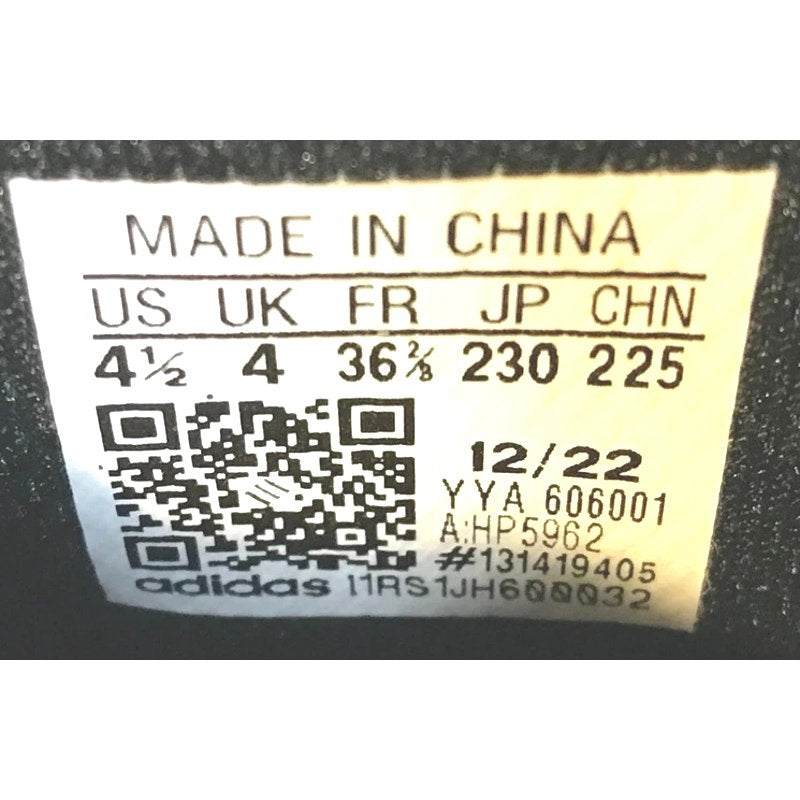 MADE IN CHINA
US UK FR JP CHN
4½ 4 36⅔ 230 225
12/22
YYA 606001
A:HP5962
#131419405
adidas I1RS1JH600032